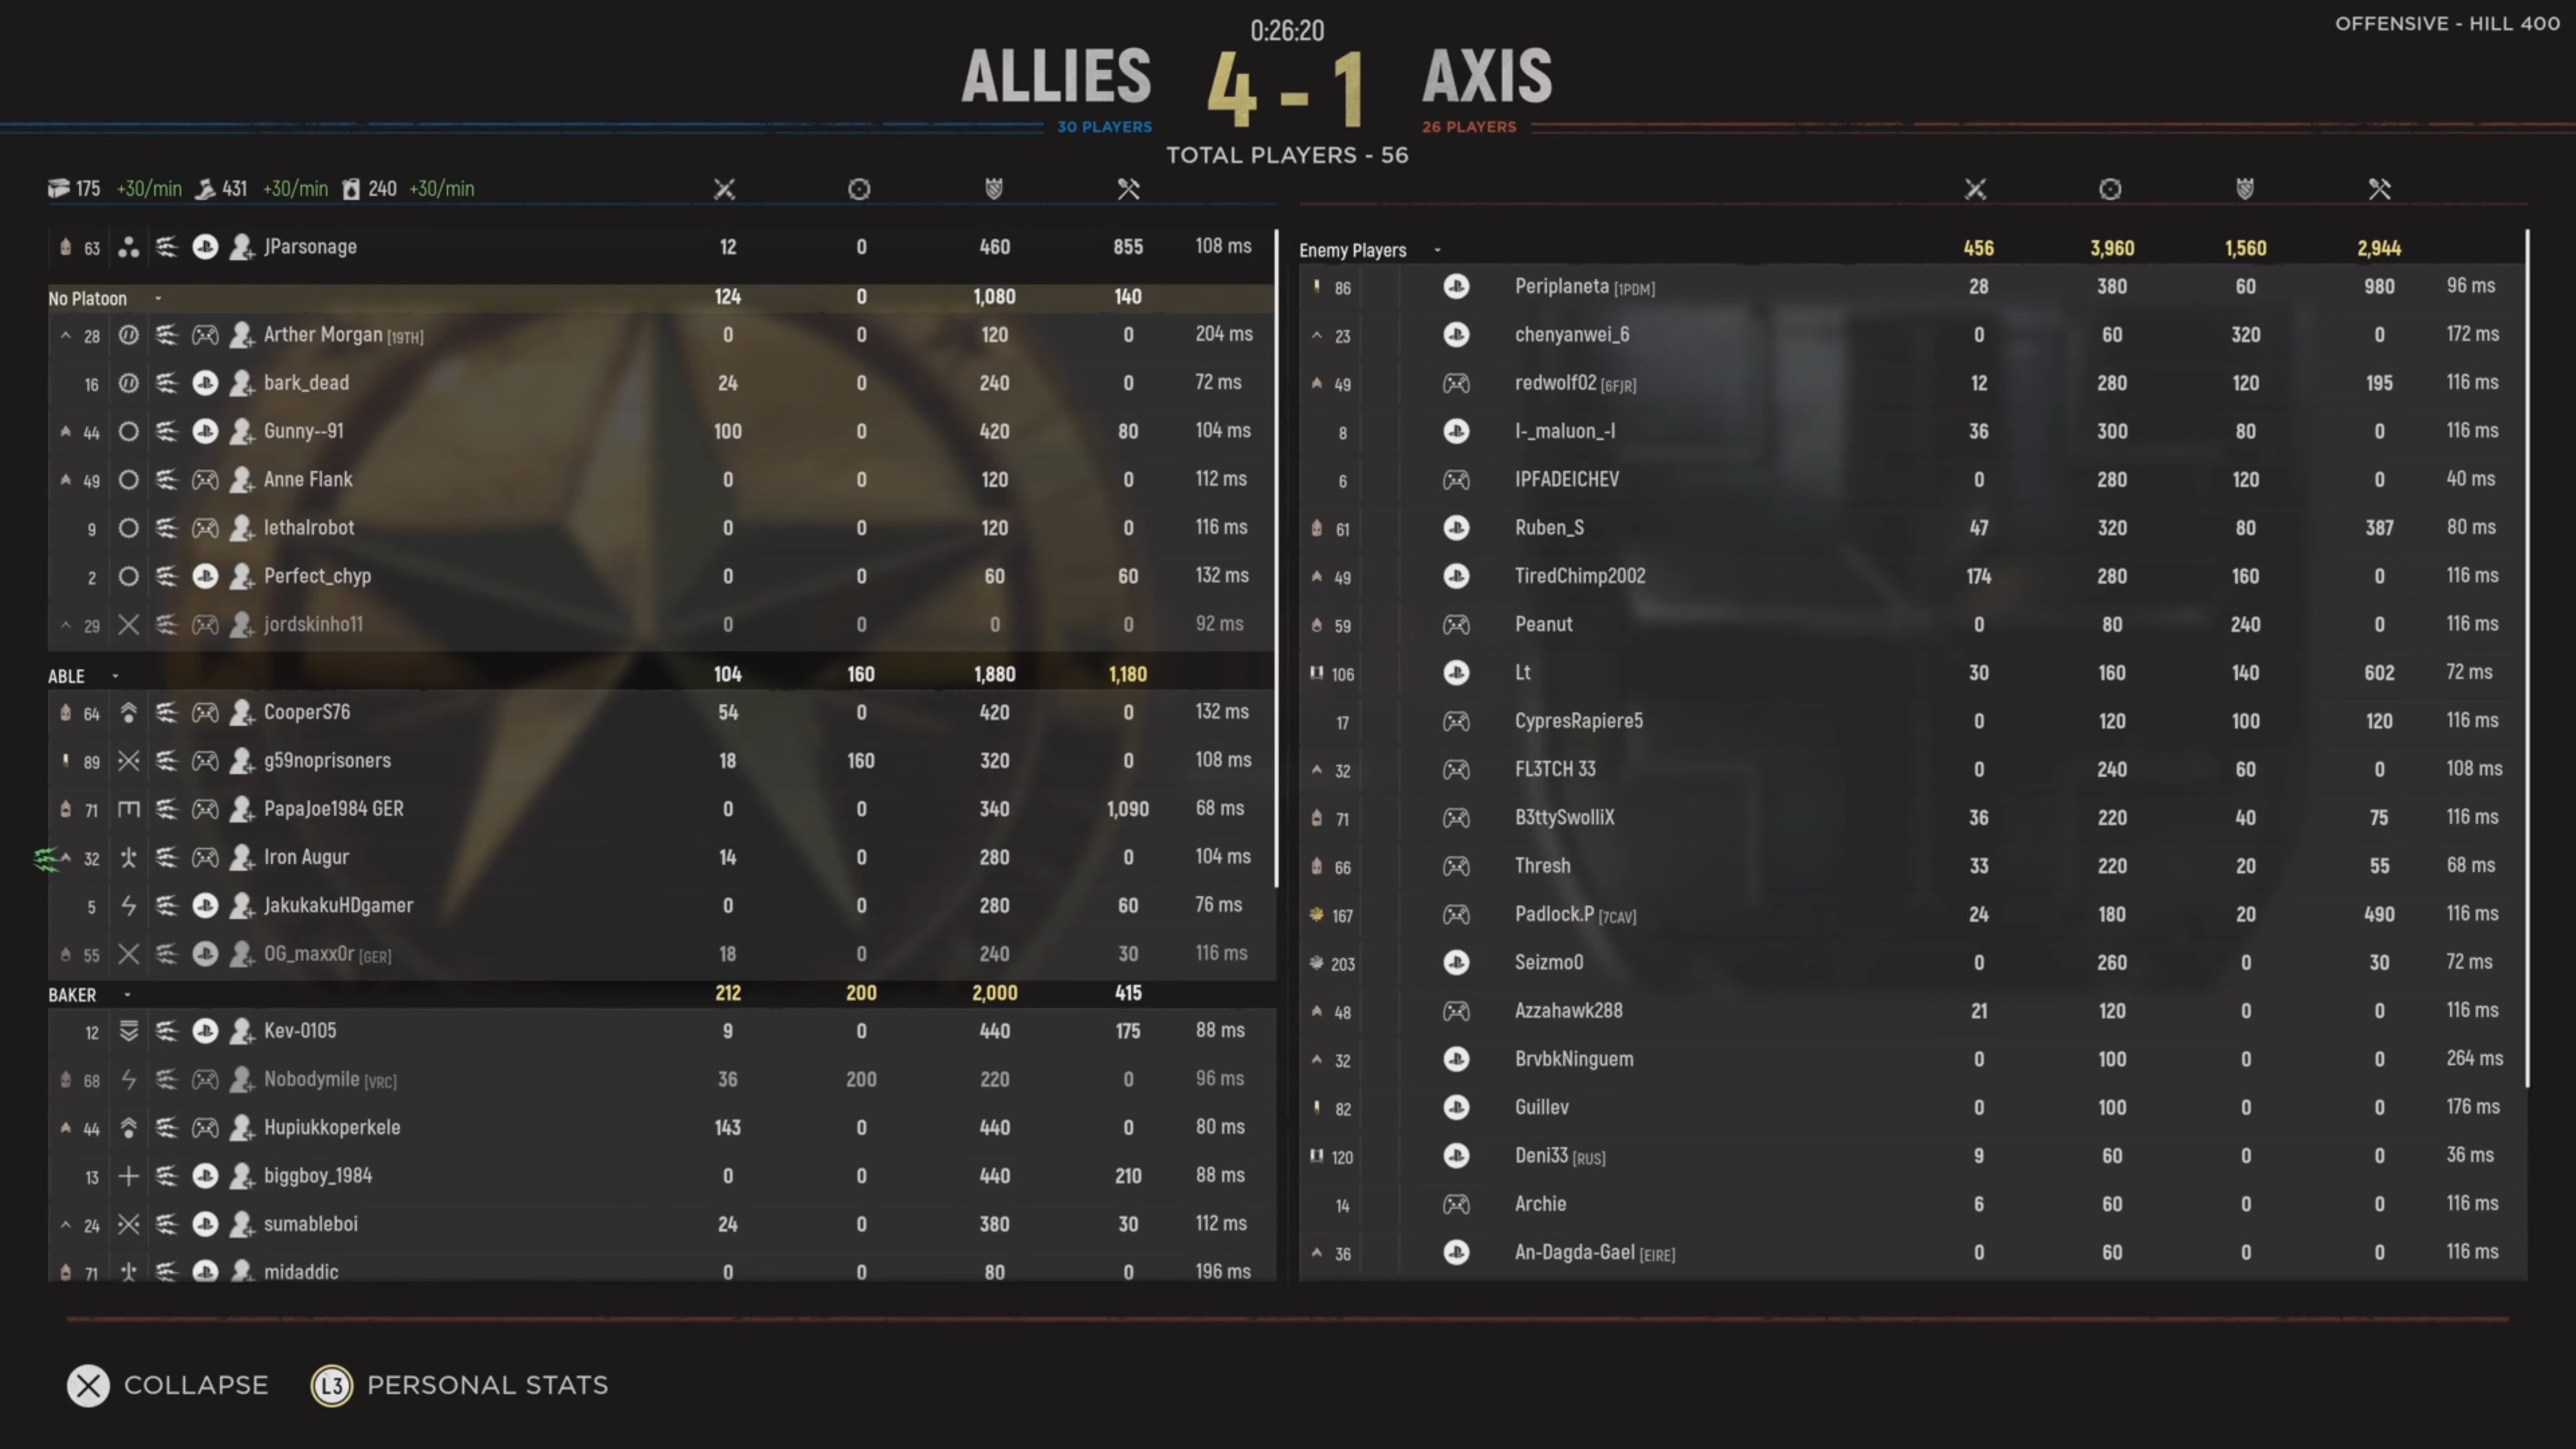 OFFENSIVE - HILL 400
0:26:20
ALLIES 4 - 1 AXIS
30 PLAYERS 26 PLAYERS
TOTAL PLAYERS - 56
175 +30/min 431 +30/min 240 +30/min
63 JParsonage 12 0 460 855 108 ms
No Platoon 124 0 1,080 140
28 Arther Morgan [19TH] 0 0 120 0 204 ms
16 bark_dead 24 0 240 0 72 ms
44 Gunny--91 100 0 420 80 104 ms
49 Anne Flank 0 0 120 0 112 ms
9 lethalrobot 0 0 120 0 116 ms
2 Perfect_chyp 0 0 60 60 132 ms
29 jordskinho11 0 0 0 0 92 ms
ABLE 104 160 1,880 1,180
64 CooperS76 54 0 420 0 132 ms
89 g59noprisoners 18 160 320 0 108 ms
71 PapaJoe1984 GER 0 0 340 1,090 68 ms
32 Iron Augur 14 0 280 0 104 ms
5 JakukakuHDgamer 0 0 280 60 76 ms
55 OG_maxx0r [GER] 18 0 240 30 116 ms
BAKER 212 200 2,000 415
12 Kev-0105 9 0 440 175 88 ms
68 Nobodymile [VRC] 36 200 220 0 96 ms
44 Hupiukkoperkele 143 0 440 0 80 ms
13 biggboy_1984 0 0 440 210 88 ms
24 sumableboi 24 0 380 30 112 ms
71 midaddic 0 0 80 0 196 ms
Enemy Players 456 3,960 1,560 2,944
86 Periplaneta [1PDM] 28 380 60 980 96 ms
23 chenyanwei_6 0 60 320 0 172 ms
49 redwolf02 [6FJR] 12 280 120 195 116 ms
8 I-_maluon_-I 36 300 80 0 116 ms
6 IPFADEICHEV 0 280 120 0 40 ms
61 Ruben_S 47 320 80 387 80 ms
49 TiredChimp2002 174 280 160 0 116 ms
59 Peanut 0 80 240 0 116 ms
106 Lt 30 160 140 602 72 ms
17 CypresRapiere5 0 120 100 120 116 ms
32 FL3TCH 33 0 240 60 0 108 ms
71 B3ttySwolliX 36 220 40 75 116 ms
66 Thresh 33 220 20 55 68 ms
167 Padlock.P [7CAV] 24 180 20 490 116 ms
203 Seizmo0 0 260 0 30 72 ms
48 Azzahawk288 21 120 0 0 116 ms
32 BrvbkNinguem 0 100 0 0 264 ms
82 Guillev 0 100 0 0 176 ms
120 Deni33 [RUS] 9 60 0 0 36 ms
14 Archie 6 60 0 0 116 ms
36 An-Dagda-Gael [EIRE] 0 60 0 0 116 ms
COLLAPSE L3 PERSONAL STATS